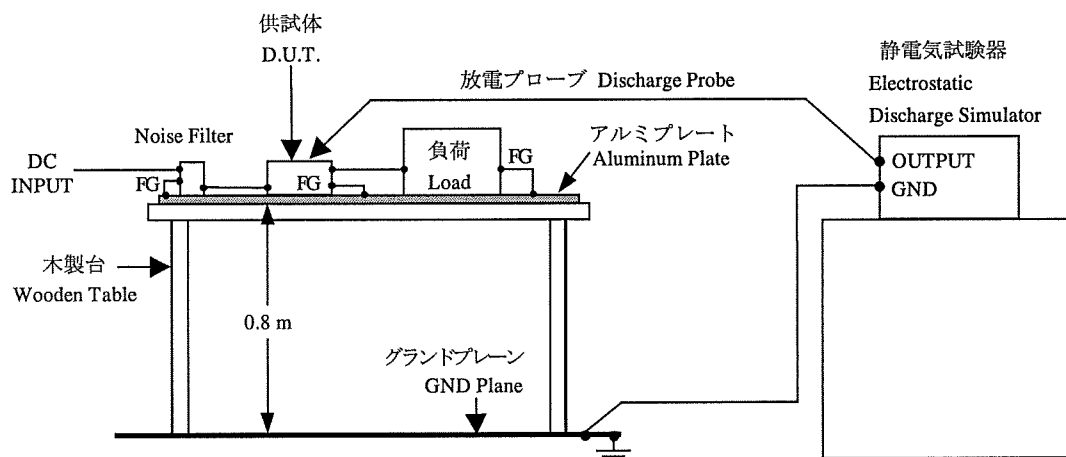 供試体
D.U.T.
静電気試験器
Electrostatic
Discharge Simulator
放電プローブ Discharge Probe
Noise Filter
アルミプレート
Aluminum Plate
DC
INPUT
FG
FG
負荷
Load
FG
OUTPUT
GND
木製台
Wooden Table
0.8 m
グランドプレーン
GND Plane